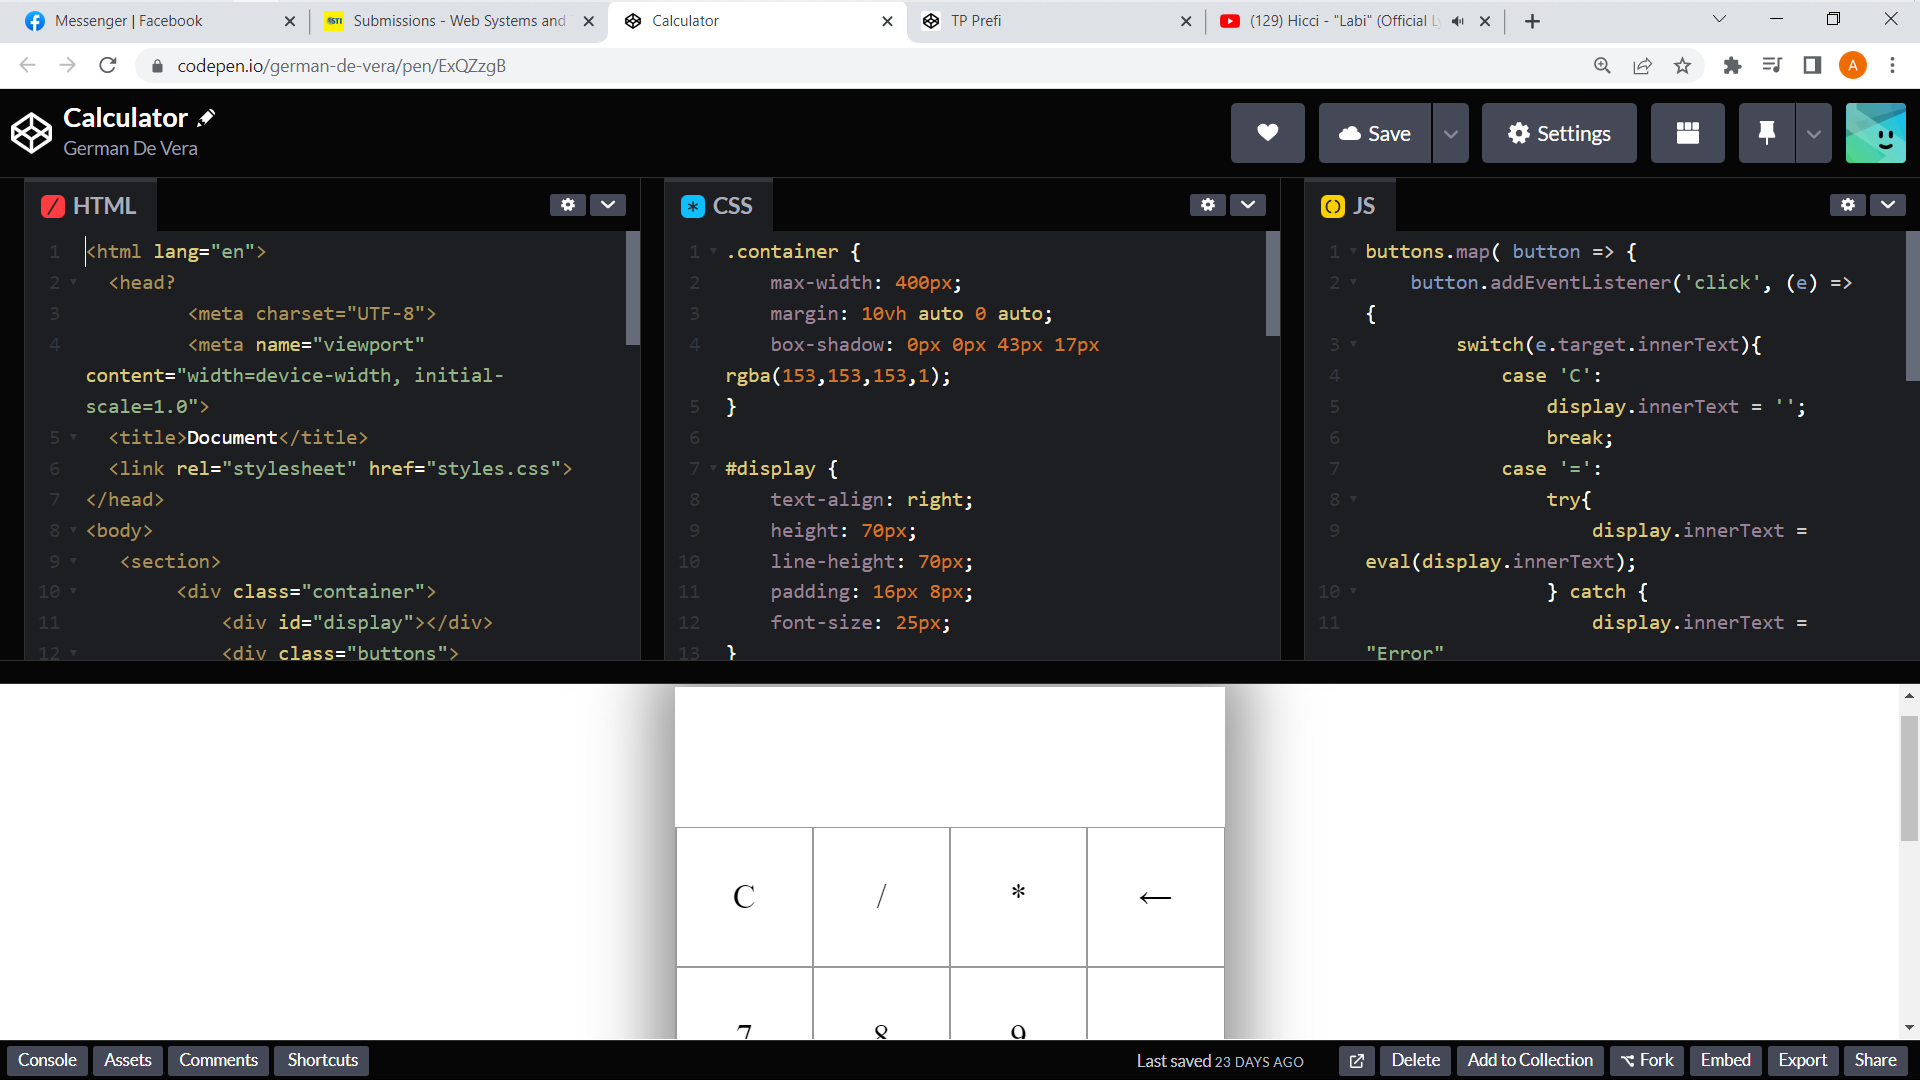 Messenger | Facebook
STI Submissions - Web Systems and
Calculator
TP Prefi
(129) Hicci - "Labi" (Official
codepen.io/german-de-vera/pen/ExQZzgB
A
Calculator
German De Vera
Save
Settings
HTML
1 <html lang="en">
2 <head?
3 <meta charset="UTF-8">
4 <meta name="viewport"
content="width=device-width, initial-
scale=1.0">
5 <title>Document</title>
6 <link rel="stylesheet" href="styles.css">
7 </head>
8 <body>
9 <section>
10 <div class="container">
11 <div id="display"></div>
12 <div class="buttons">
CSS
1 .container {
2 max-width: 400px;
3 margin: 10vh auto 0 auto;
4 box-shadow: 0px 0px 43px 17px
rgba(153,153,153,1);
5 }
6
7 #display {
8 text-align: right;
9 height: 70px;
10 line-height: 70px;
11 padding: 16px 8px;
12 font-size: 25px;
13 }
JS
1 buttons.map( button => {
2 button.addEventListener('click', (e) =>
{
3 switch(e.target.innerText){
4 case 'C':
5 display.innerText = '';
6 break;
7 case '=':
8 try{
9 display.innerText =
eval(display.innerText);
10 } catch {
11 display.innerText =
"Error"
C / * ←
7 8 9
Console Assets Comments Shortcuts
Last saved 23 DAYS AGO
Delete Add to Collection Fork Embed Export Share